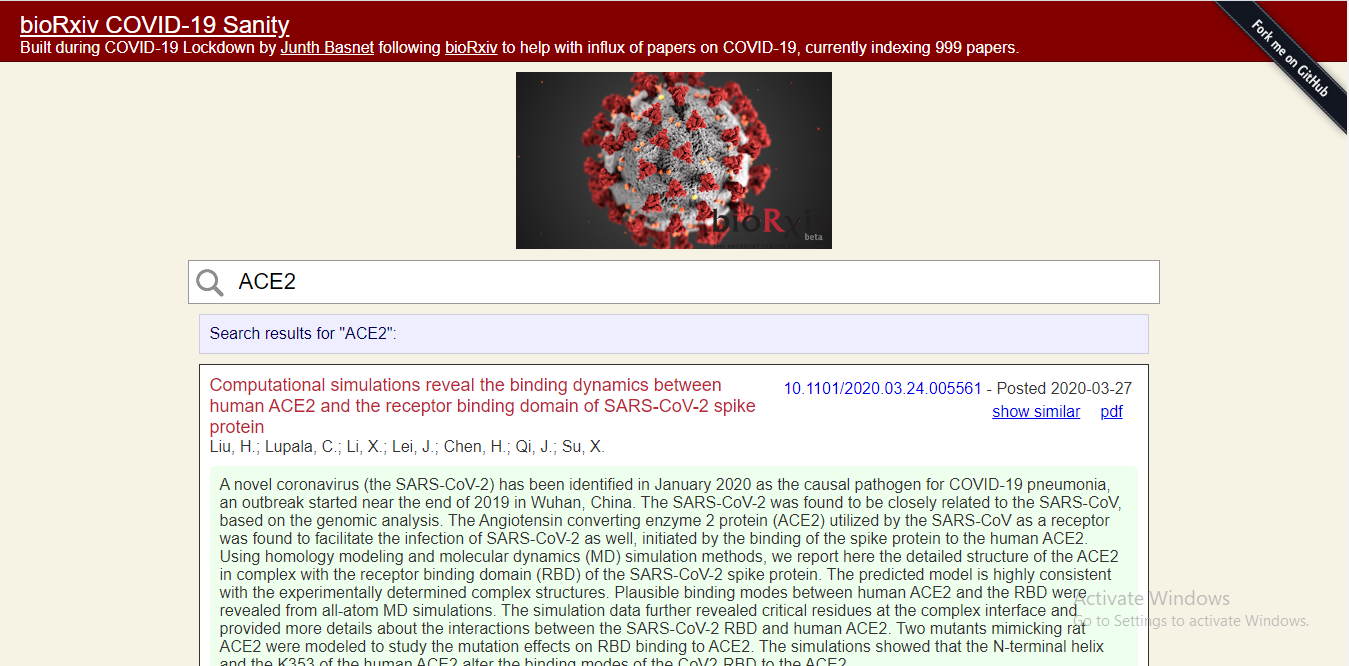 bioRxiv COVID-19 Sanity
Built during COVID-19 Lockdown by Junth Basnet following bioRxiv to help with influx of papers on COVID-19, currently indexing 999 papers.
Fork me on GitHub
bioRxiv
beta
ACE2
Search results for "ACE2":
Computational simulations reveal the binding dynamics between
human ACE2 and the receptor binding domain of SARS-CoV-2 spike
protein
10.1101/2020.03.24.005561 - Posted 2020-03-27
show similar pdf
Liu, H.; Lupala, C.; Li, X.; Lei, J.; Chen, H.; Qi, J.; Su, X.
A novel coronavirus (the SARS-CoV-2) has been identified in January 2020 as the causal pathogen for COVID-19 pneumonia,
an outbreak started near the end of 2019 in Wuhan, China. The SARS-CoV-2 was found to be closely related to the SARS-CoV,
based on the genomic analysis. The Angiotensin converting enzyme 2 protein (ACE2) utilized by the SARS-CoV as a receptor
was found to facilitate the infection of SARS-CoV-2 as well, initiated by the binding of the spike protein to the human ACE2.
Using homology modeling and molecular dynamics (MD) simulation methods, we report here the detailed structure of the ACE2
in complex with the receptor binding domain (RBD) of the SARS-CoV-2 spike protein. The predicted model is highly consistent
with the experimentally determined complex structures. Plausible binding modes between human ACE2 and the RBD were
revealed from all-atom MD simulations. The simulation data further revealed critical residues at the complex interface and
provided more details about the interactions between the SARS-CoV-2 RBD and human ACE2. Two mutants mimicking rat
ACE2 were modeled to study the mutation effects on RBD binding to ACE2. The simulations showed that the N-terminal helix
and the K353 of the human ACE2 alter the binding modes of the CoV2 RBD to the ACE2.
Activate Windows
Go to Settings to activate Windows.